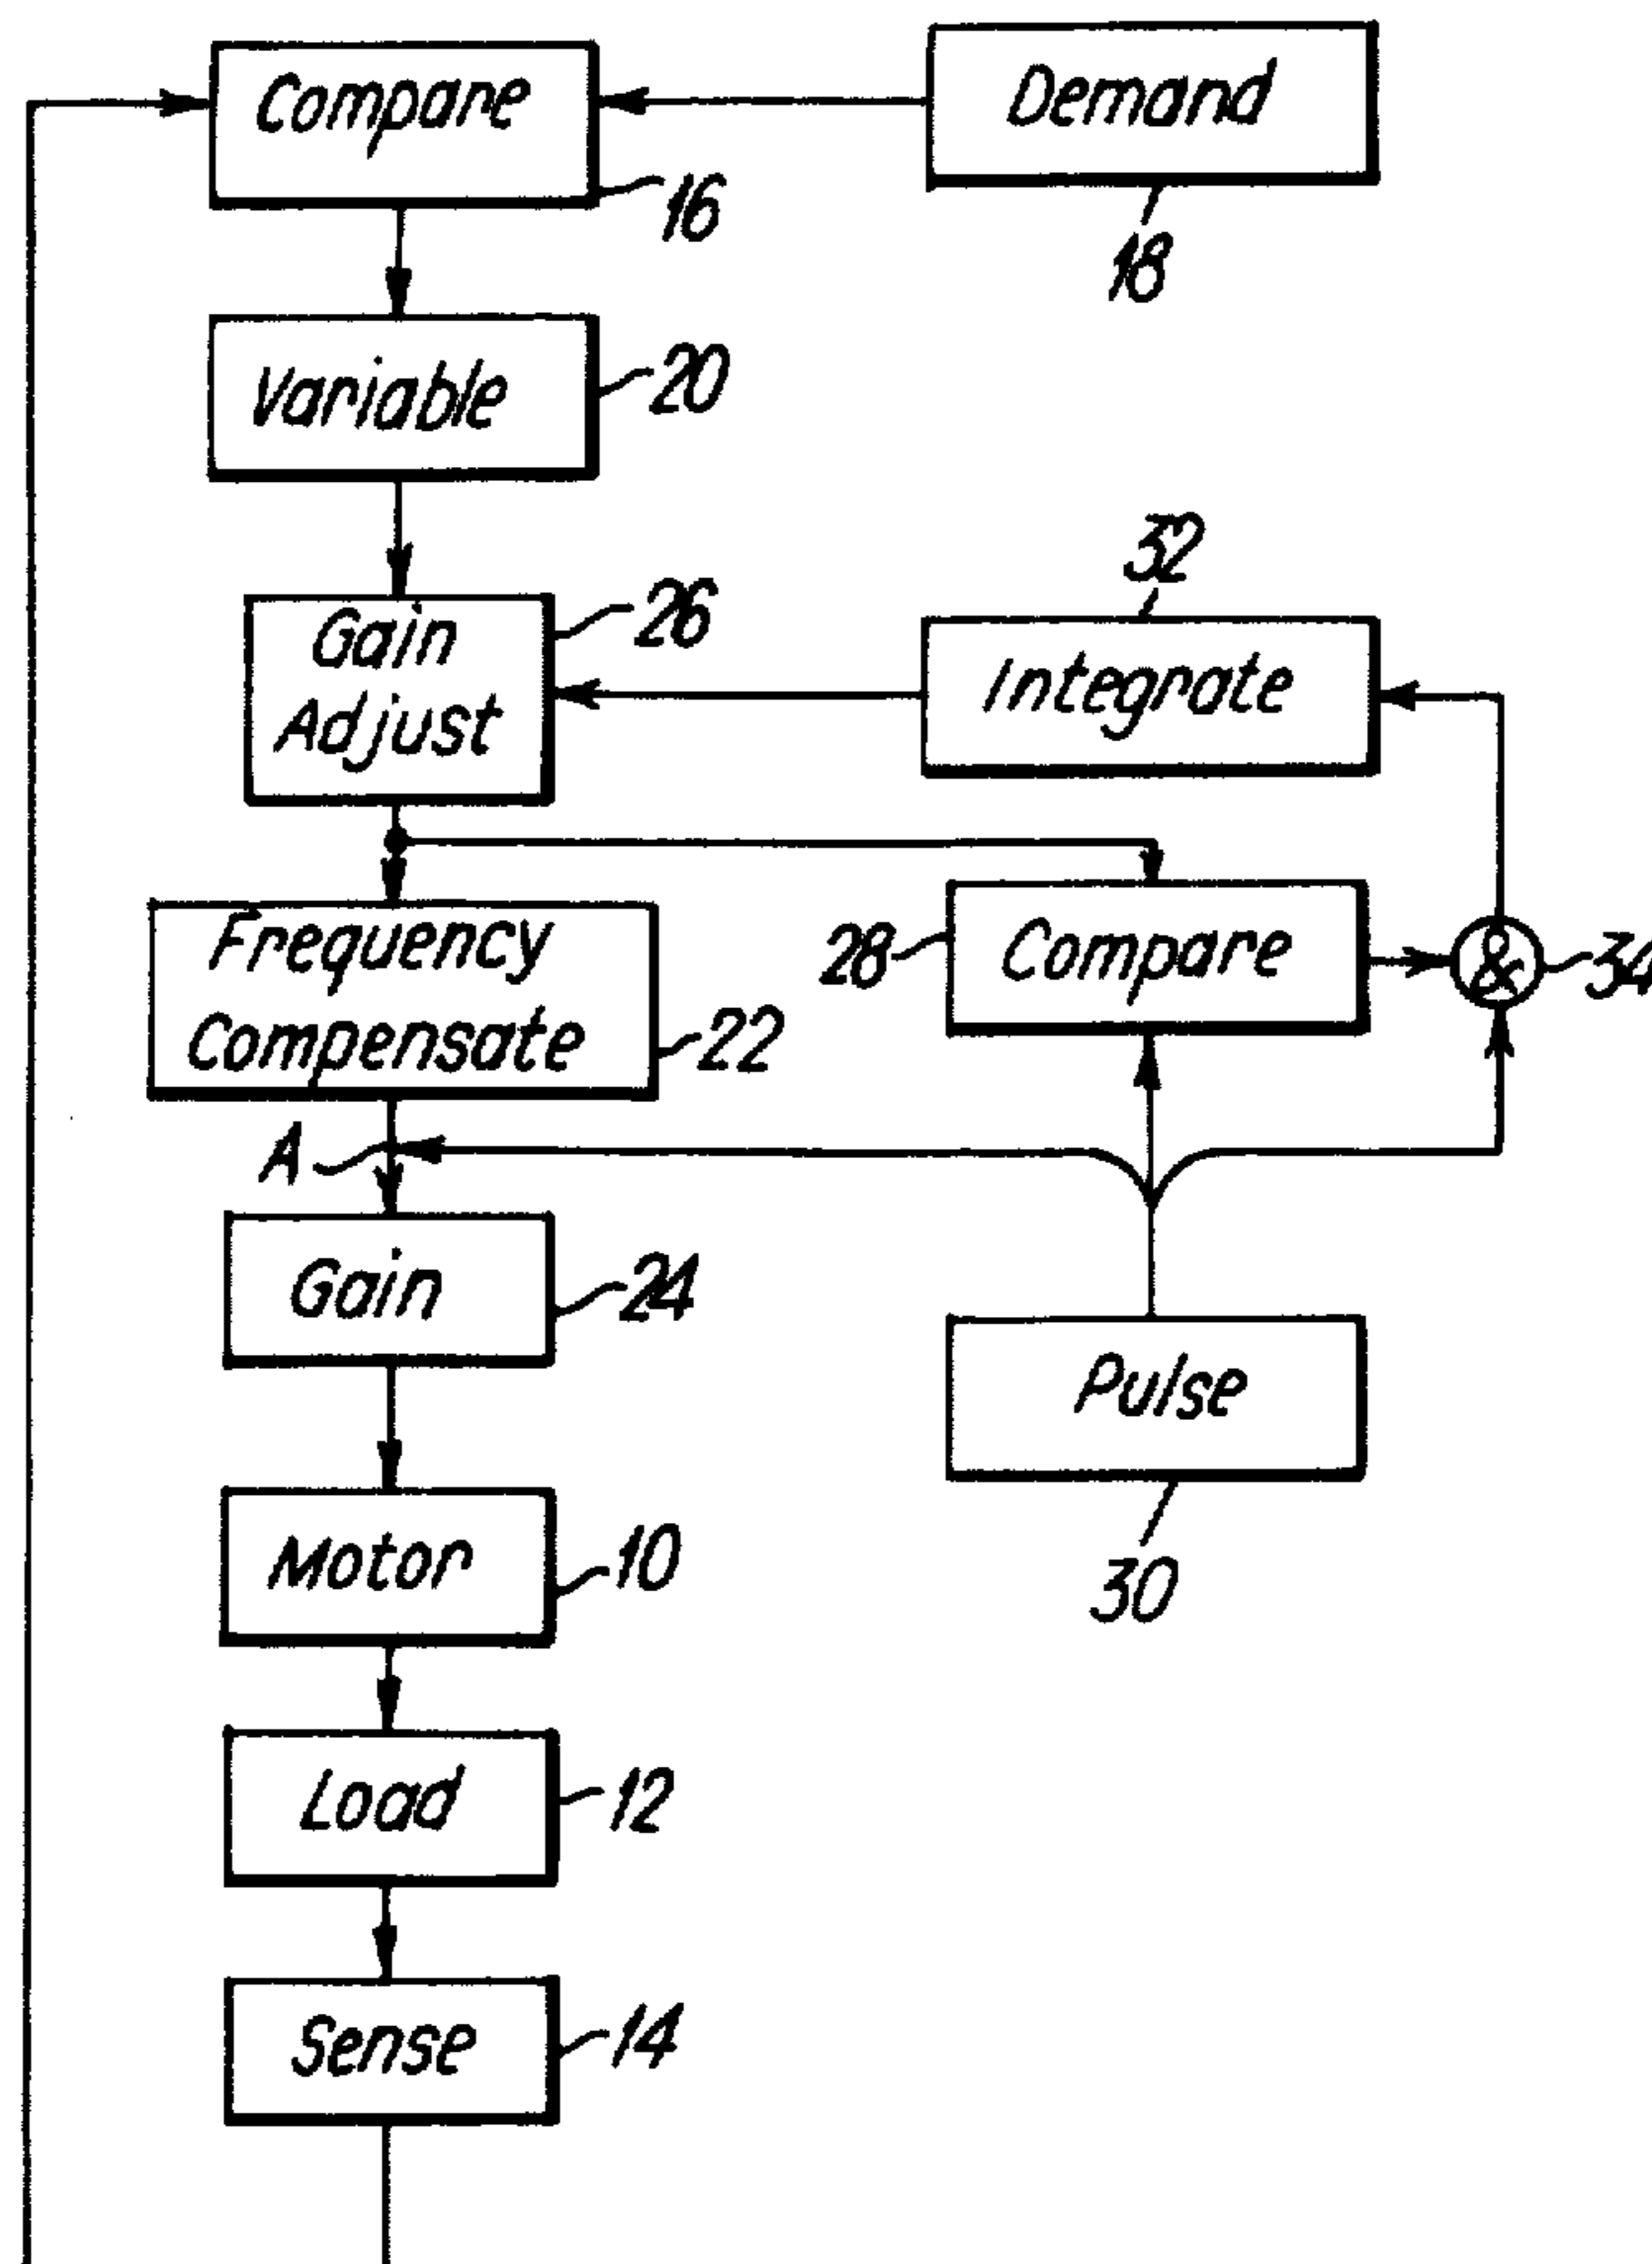 Compare
16
Demand
18
Variable
20
Gain
Adjust
26
32
Integrate
Frequency
Compensate
22
28
Compare
&
34
A
Gain
24
Pulse
30
Motor
10
Load
12
Sense
14